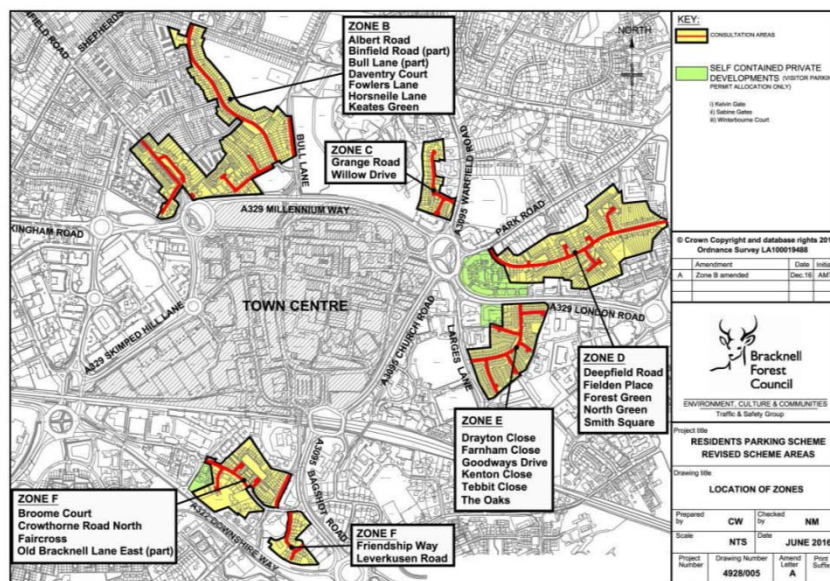 ZONE B
Albert Road
Binfield Road (part)
Bull Lane (part)
Daventry Court
Fowlers Lane
Horsneile Lane
Keates Green
ZONE C
Grange Road
Willow Drive
NORTH
BULL LANE
A329 MILLENNIUM WAY
A3095 WARFIELD ROAD
PARK ROAD
KINGHAM ROAD
TOWN CENTRE
A329 SKIMPED HILL LANE
A3095 CHURCH ROAD
LARGES LANE
A329 LONDON ROAD
ZONE D
Deepfield Road
Fielden Place
Forest Green
North Green
Smith Square
ZONE E
Drayton Close
Farnham Close
Goodways Drive
Kenton Close
Tebbit Close
The Oaks
ZONE F
Broome Court
Crowthorne Road North
Faircross
Old Bracknell Lane East (part)
A3095 BAGSHOT ROAD
A322 DOWNSHIRE WAY
ZONE F
Friendship Way
Leverkusen Road
KEY:
CONSULTATION AREAS
SELF CONTAINED PRIVATE
DEVELOPMENTS (VISITOR PARKING
PERMIT ALLOCATION ONLY)
i) Kelvin Gate
ii) Sabine Gates
iii) Winterbourne Court
© Crown Copyright and database rights 201
Ordnance Survey LA100019488
Amendment Date Initial
A Zone B amended Dec.16
Bracknell
Forest
Council
ENVIRONMENT, CULTURE & COMMUNITIES
Traffic & Safety Group
Project title
RESIDENTS PARKING SCHEME
REVISED SCHEME AREAS
Drawing title
LOCATION OF ZONES
Prepared by CW Checked by NM
Scale NTS Date JUNE 2016
Project Number Drawing Number Amend Letter Print Suffix
4928/005 A